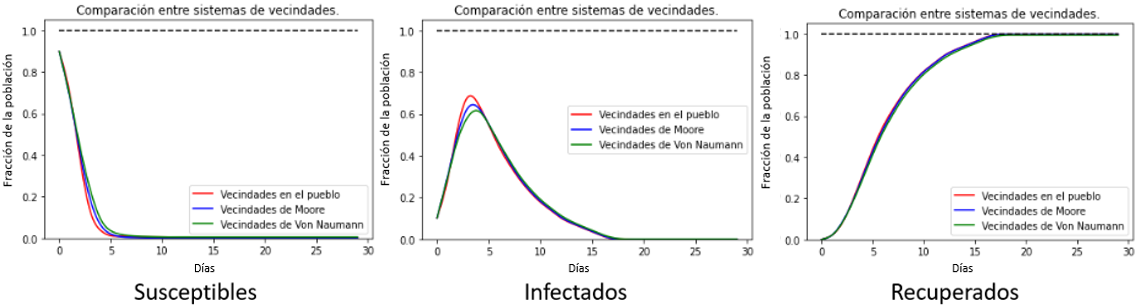 Comparación entre sistemas de vecindades.
Fracción de la población
1.0
0.8
0.6
0.4
0.2
0.0
Vecindades en el pueblo
Vecindades de Moore
Vecindades de Von Naumann
0 5 10 15 20 25 30
Días
Susceptibles
Comparación entre sistemas de vecindades.
Fracción de la población
1.0
0.8
0.6
0.4
0.2
0.0
Vecindades en el pueblo
Vecindades de Moore
Vecindades de Von Naumann
0 5 10 15 20 25 30
Días
Infectados
Comparación entre sistemas de vecindades.
Fracción de la población
1.0
0.8
0.6
0.4
0.2
0.0
Vecindades en el pueblo
Vecindades de Moore
Vecindades de Von Naumann
0 5 10 15 20 25 30
Días
Recuperados